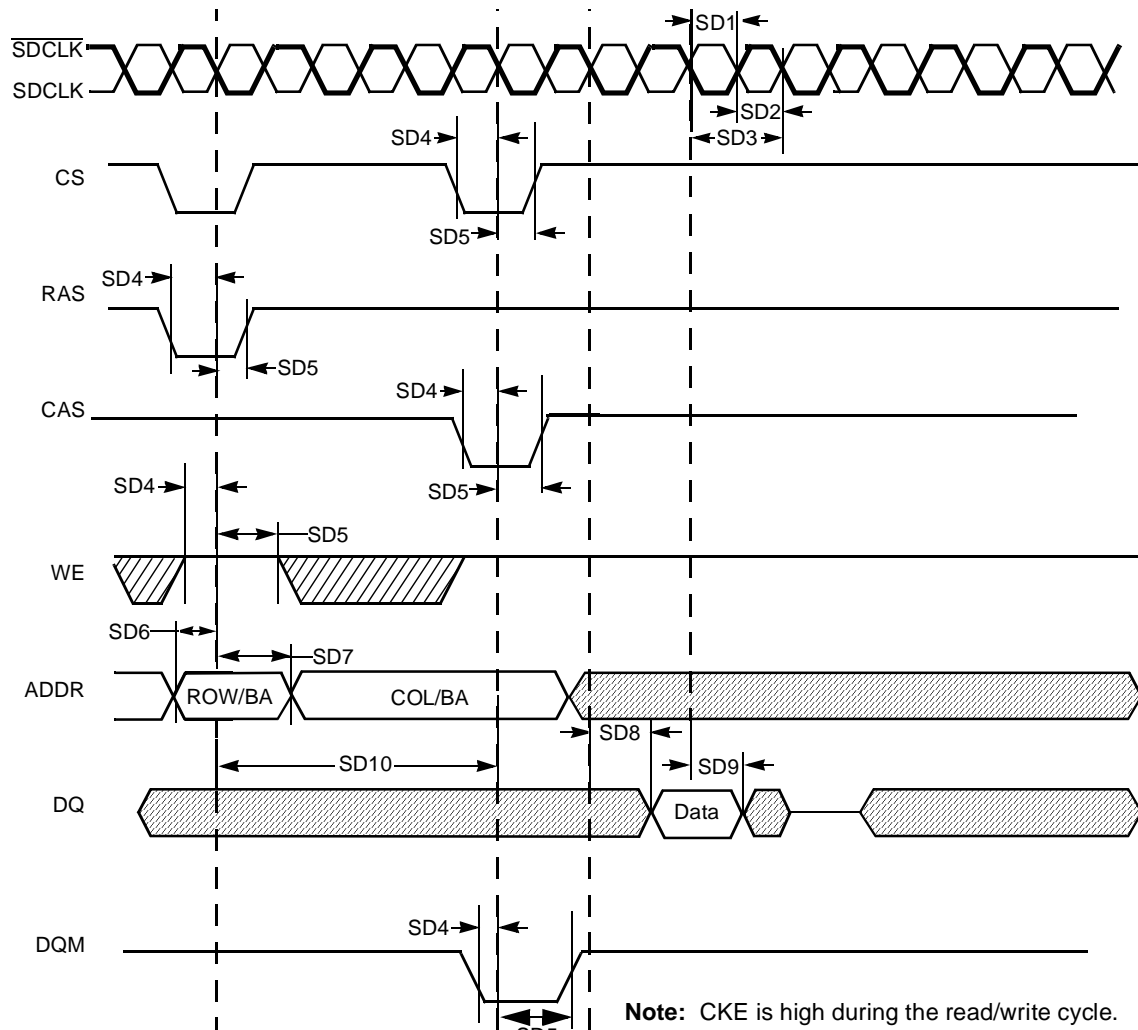 SD1
SDCLK
SDCLK
SD2
SD4
SD3
CS
SD5
SD4
RAS
SD5
SD4
CAS
SD4
SD5
SD5
WE
SD6
SD7
ADDR
ROW/BA
COL/BA
SD8
SD10
SD9
DQ
Data
SD4
DQM
Note: CKE is high during the read/write cycle.